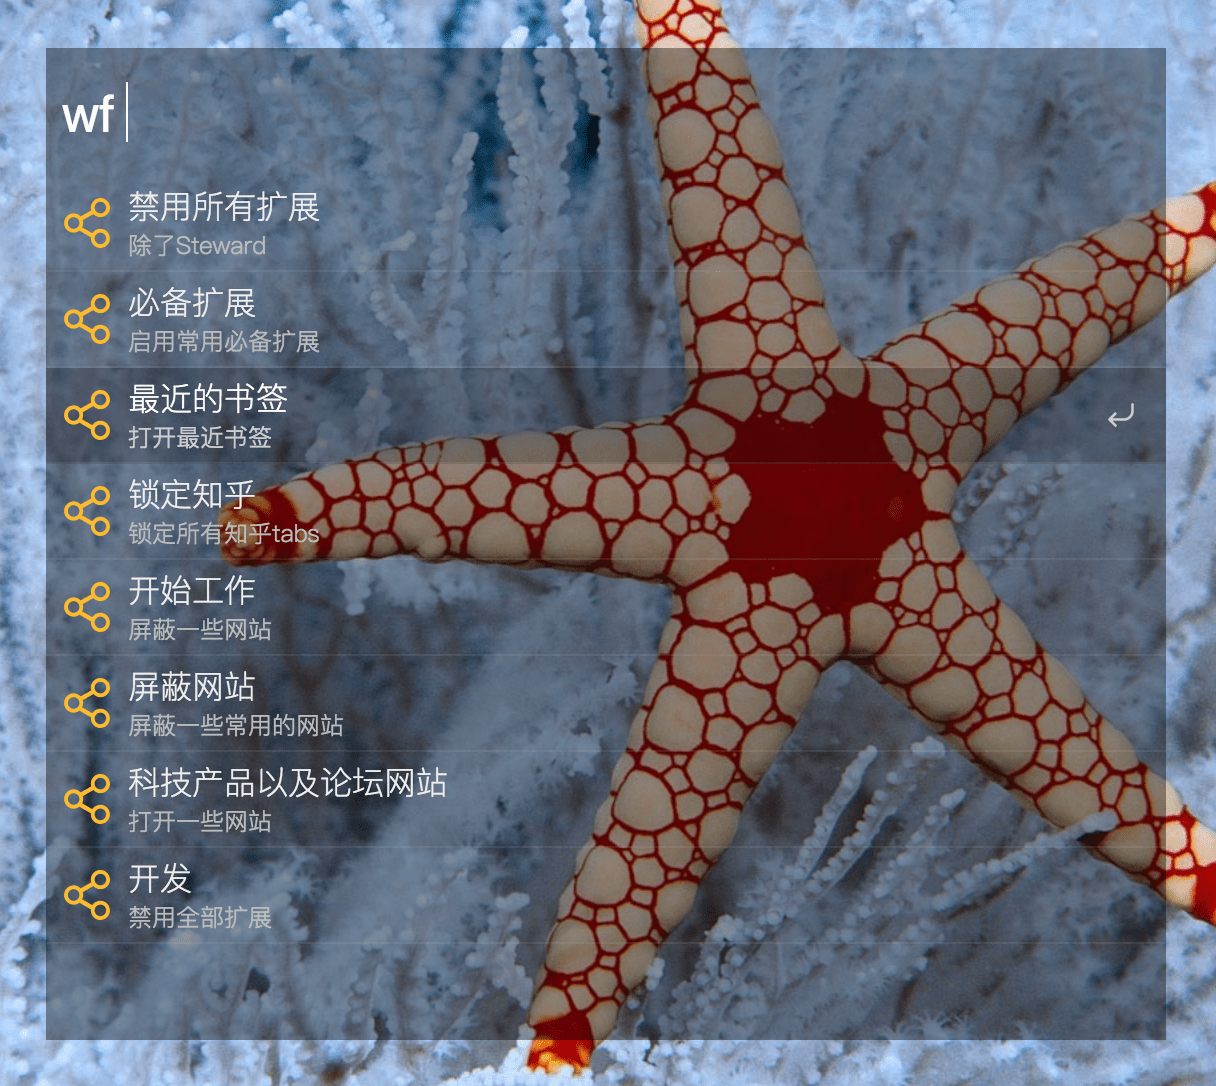 wf
禁用所有扩展
除了Steward
必备扩展
启用常用必备扩展
最近的书签
打开最近书签
锁定知乎
锁定所有知乎tabs
开始工作
屏蔽一些网站
屏蔽网站
屏蔽一些常用的网站
科技产品以及论坛网站
打开一些网站
开发
禁用全部扩展